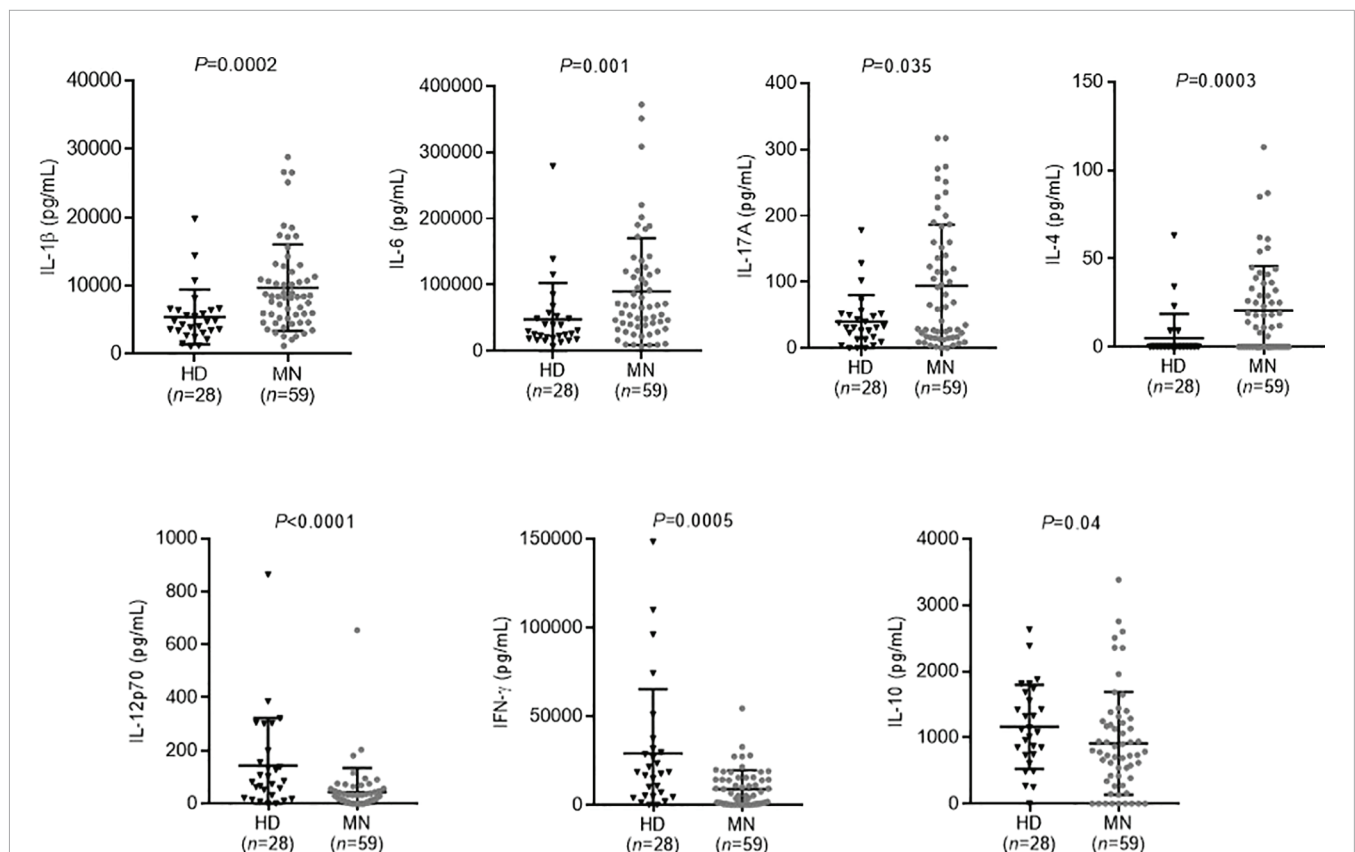 P=0.0002
40000
30000
20000
10000
0
IL-1β (pg/mL)
HD
(n=28)
MN
(n=59)
P=0.001
400000
300000
200000
100000
0
IL-6 (pg/mL)
HD
(n=28)
MN
(n=59)
P=0.035
400
300
200
100
0
IL-17A (pg/mL)
HD
(n=28)
MN
(n=59)
P=0.0003
150
100
50
0
IL-4 (pg/mL)
HD
(n=28)
MN
(n=59)
P<0.0001
1000
800
600
400
200
0
IL-12p70 (pg/mL)
HD
(n=28)
MN
(n=59)
P=0.0005
150000
100000
50000
0
IFN-γ (pg/mL)
HD
(n=28)
MN
(n=59)
P=0.04
4000
3000
2000
1000
0
IL-10 (pg/mL)
HD
(n=28)
MN
(n=59)